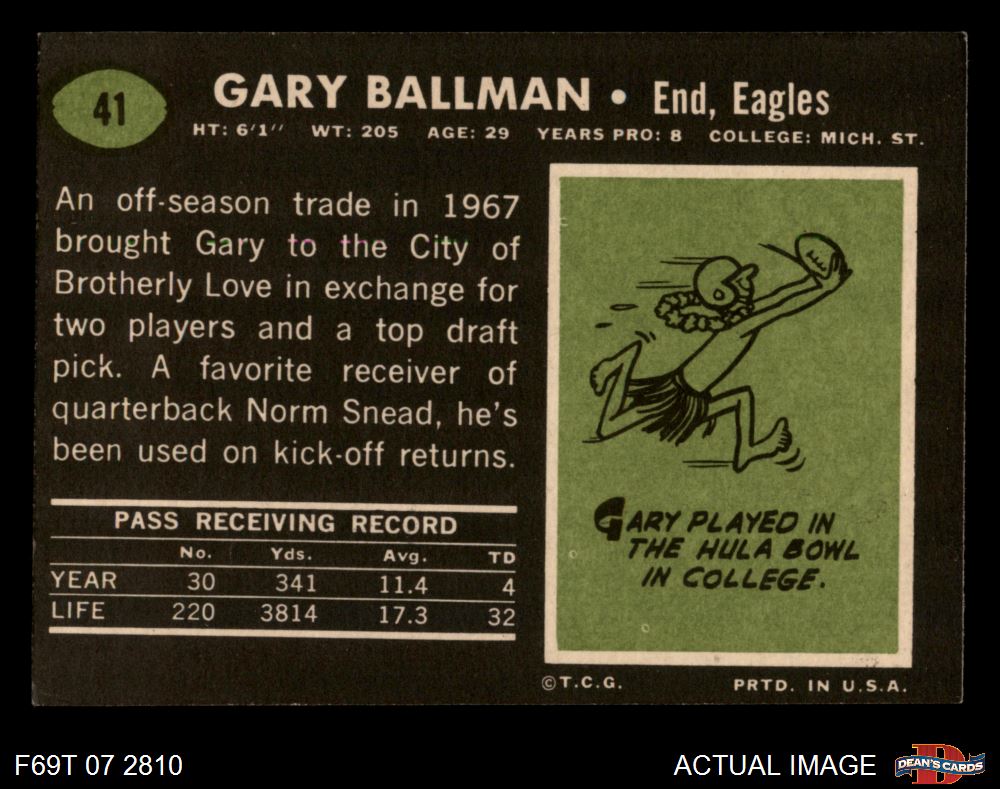 41
GARY BALLMAN • End, Eagles
HT: 6'1" WT: 205 AGE: 29 YEARS PRO: 8 COLLEGE: MICH. ST.
An off-season trade in 1967
brought Gary to the City of
Brotherly Love in exchange for
two players and a top draft
pick. A favorite receiver of
quarterback Norm Snead, he's
been used on kick-off returns.
PASS RECEIVING RECORD
No. Yds. Avg. TD
YEAR 30 341 11.4 4
LIFE 220 3814 17.3 32
GARY PLAYED IN
THE HULA BOWL
IN COLLEGE.
©T.C.G. PRTD. IN U.S.A.
F69T 07 2810
ACTUAL IMAGE
D
DEAN'S CARDS